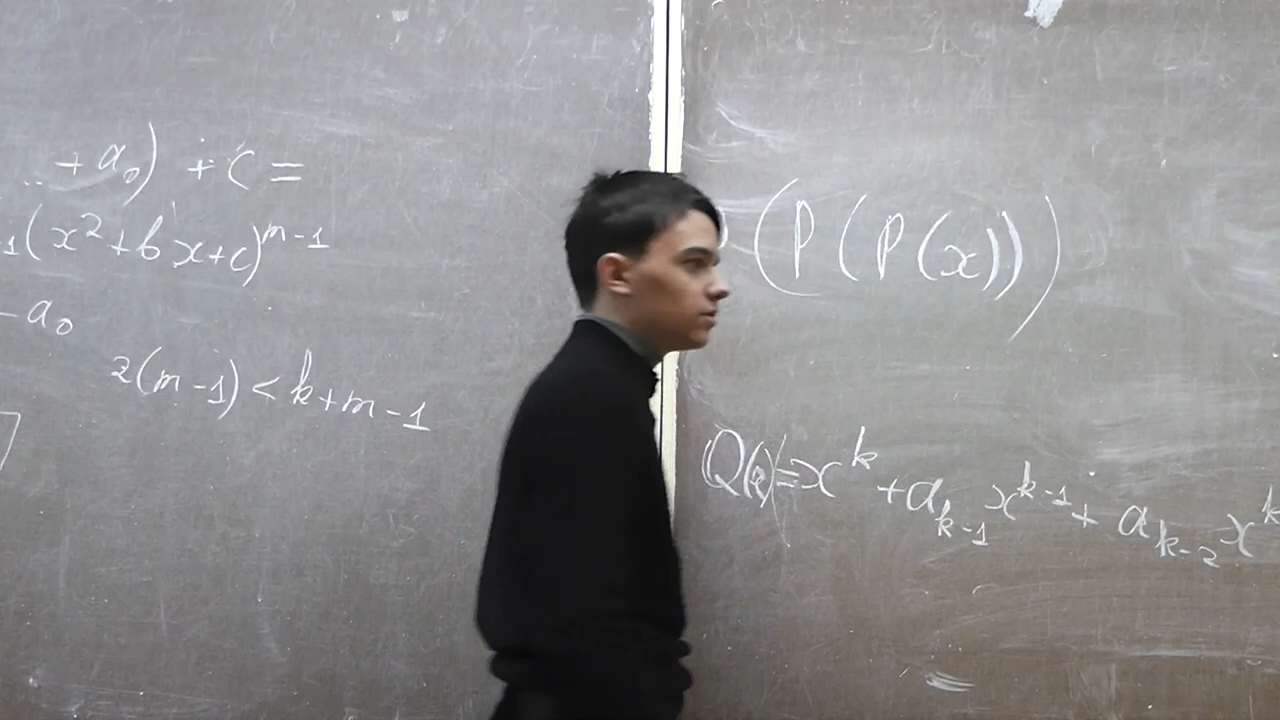 + a₀) + c =
₁(x² + bx + c)ᵐ⁻¹
- a₀
2(m-1) < k+m-1
(P(P(x)))
Q(x) = xᵏ + aₖ₋₁xᵏ⁻¹ + aₖ₋₂xᵏ